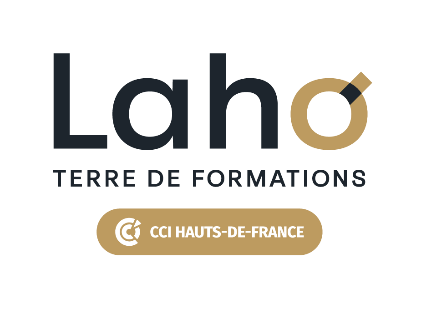 Lahó
TERRE DE FORMATIONS
CCI HAUTS-DE-FRANCE